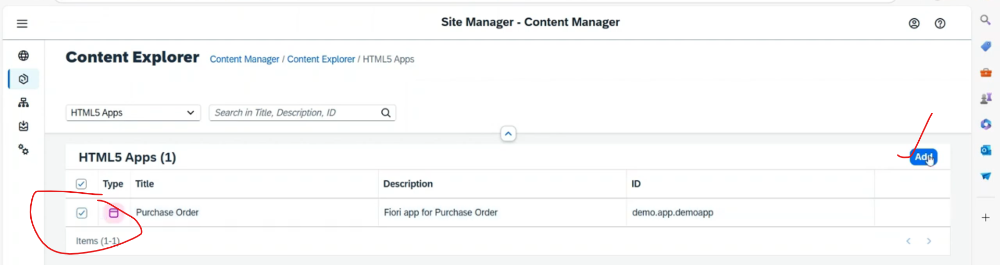 Site Manager - Content Manager
Content Explorer Content Manager / Content Explorer / HTML5 Apps
HTML5 Apps Search in Title, Description, ID
HTML5 Apps (1) Add
Type Title Description ID
Purchase Order Fiori app for Purchase Order demo.app.demoapp
Items (1-1)